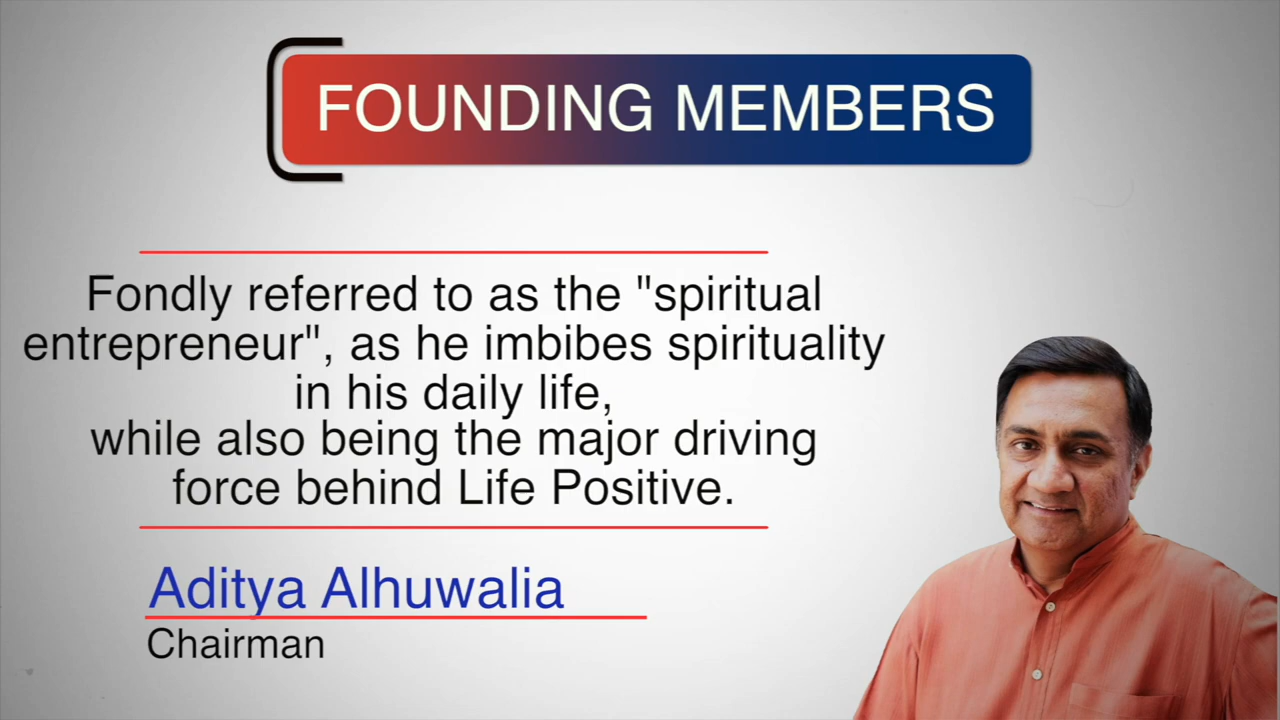 FOUNDING MEMBERS
Fondly referred to as the "spiritual
entrepreneur", as he imbibes spirituality
in his daily life,
while also being the major driving
force behind Life Positive.
Aditya Alhuwalia
Chairman